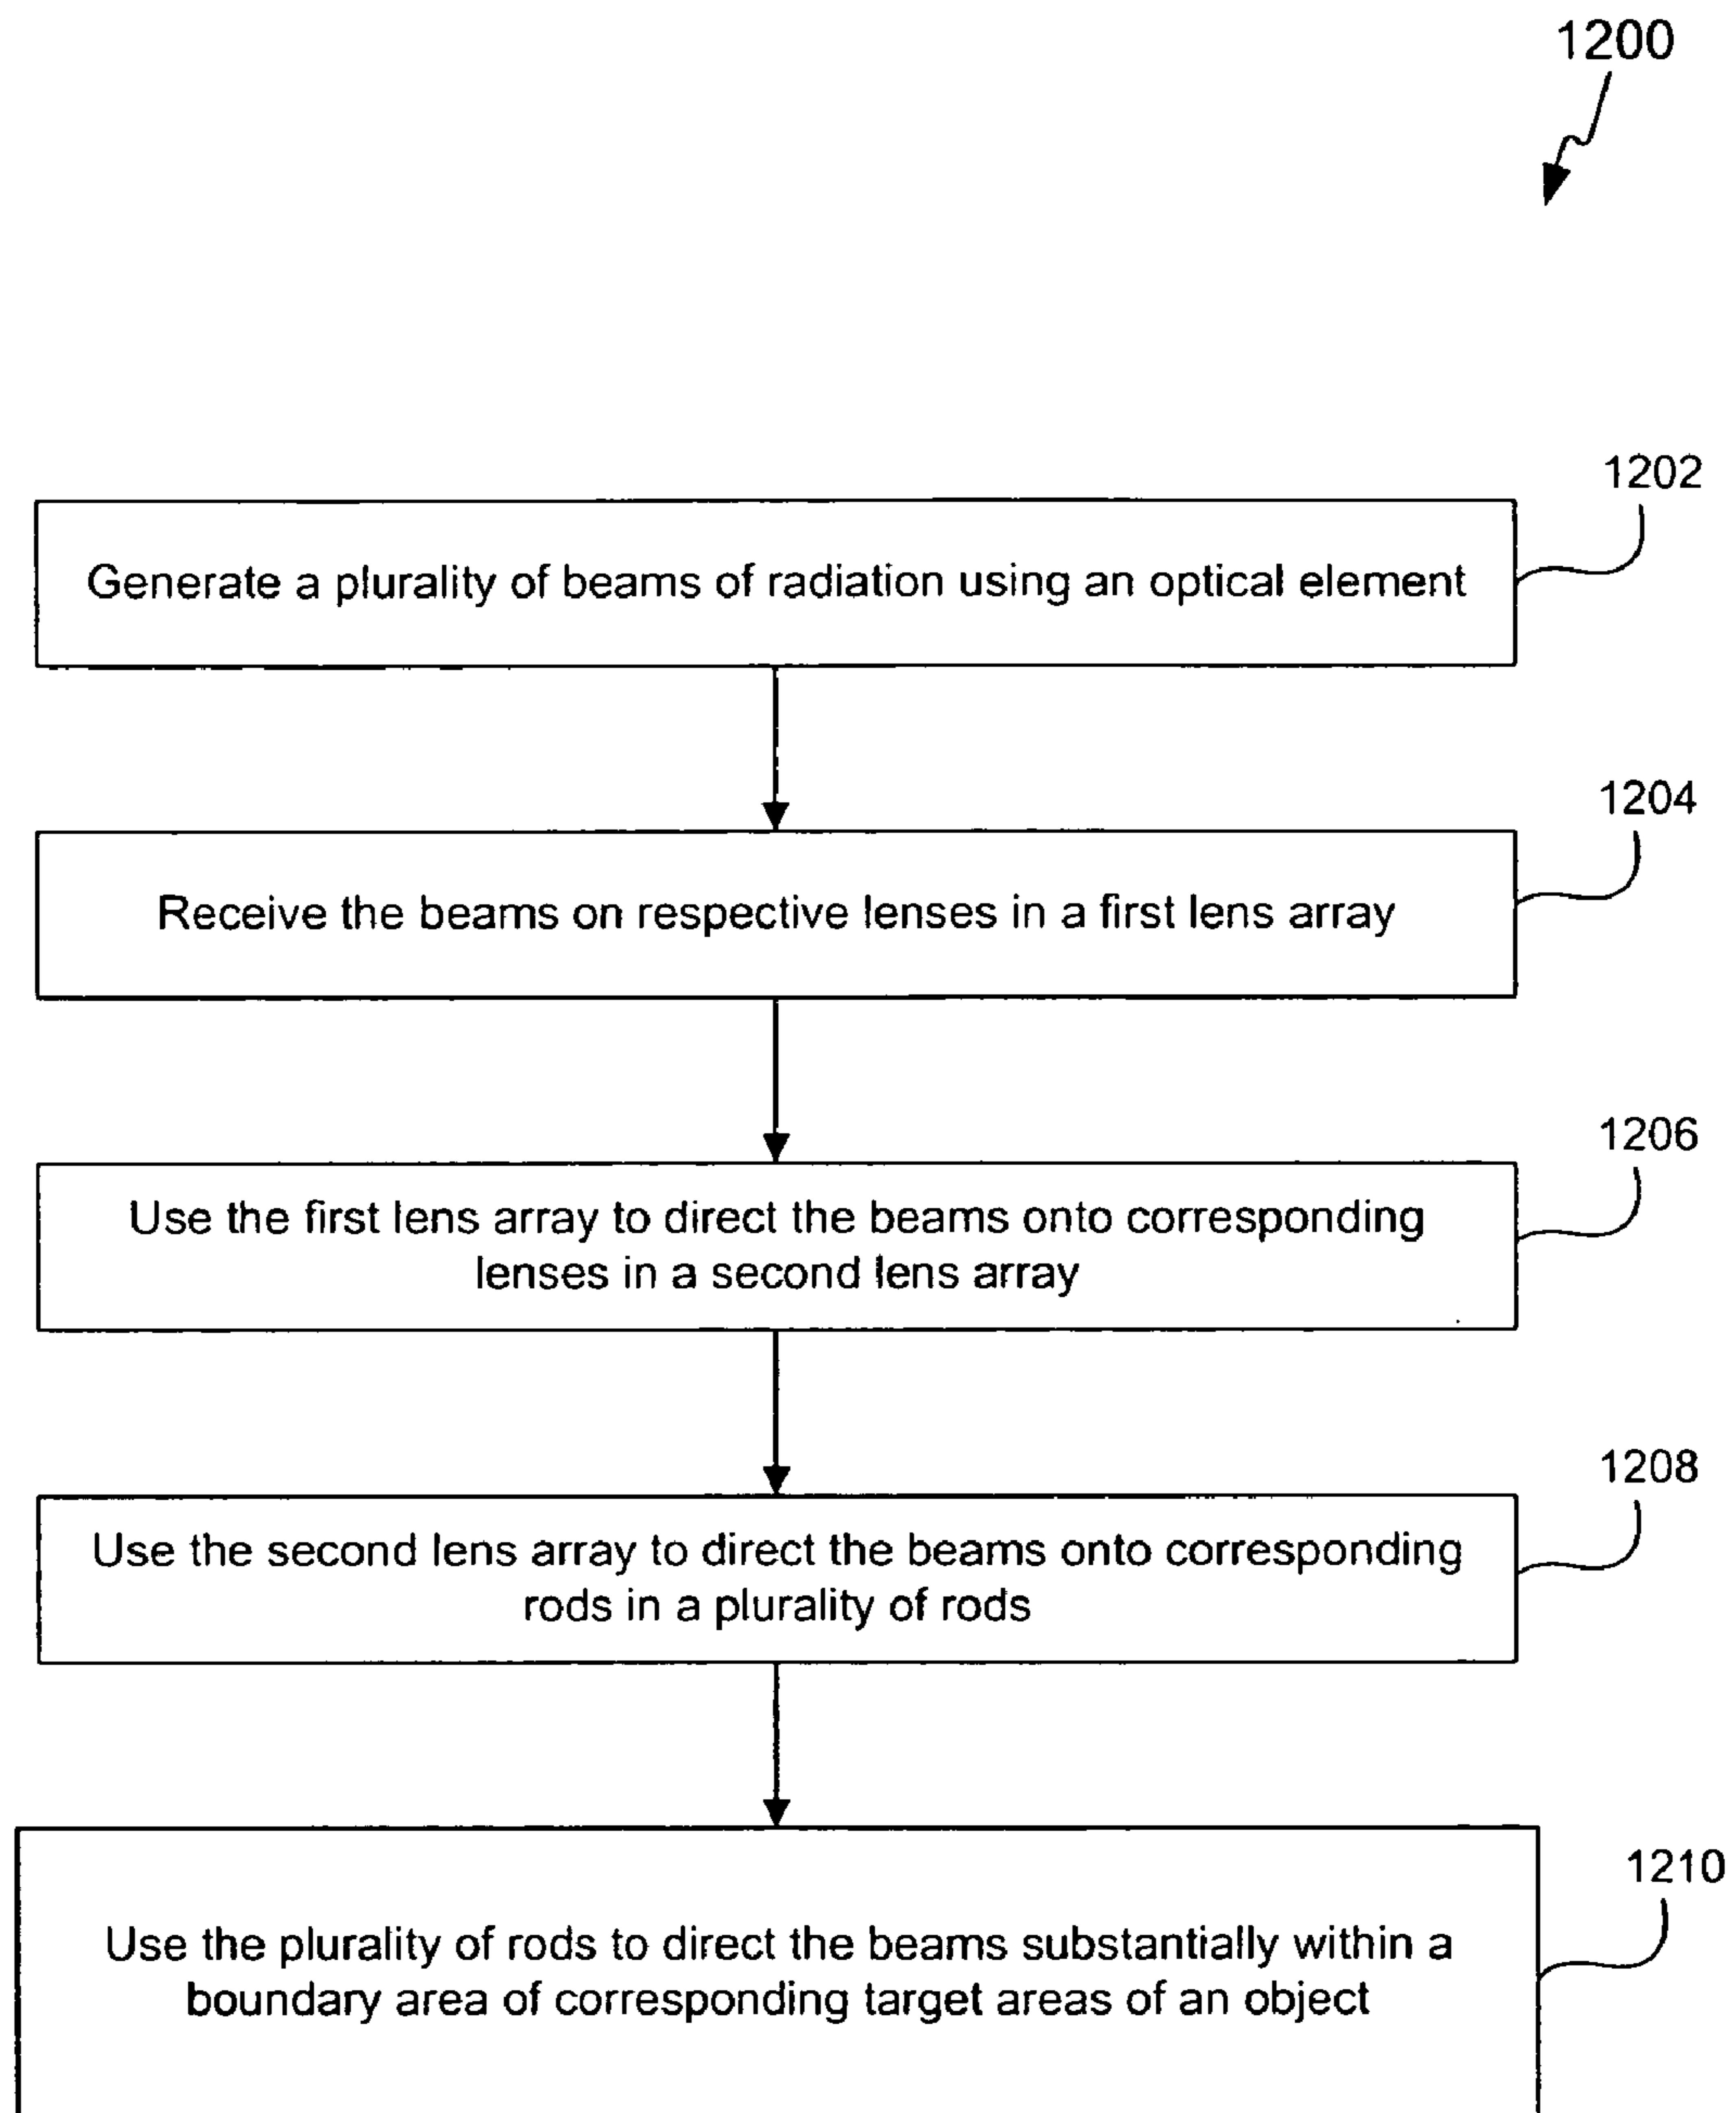 1200
1202
Generate a plurality of beams of radiation using an optical element
1204
Receive the beams on respective lenses in a first lens array
1206
Use the first lens array to direct the beams onto corresponding
lenses in a second lens array
1208
Use the second lens array to direct the beams onto corresponding
rods in a plurality of rods
1210
Use the plurality of rods to direct the beams substantially within a
boundary area of corresponding target areas of an object